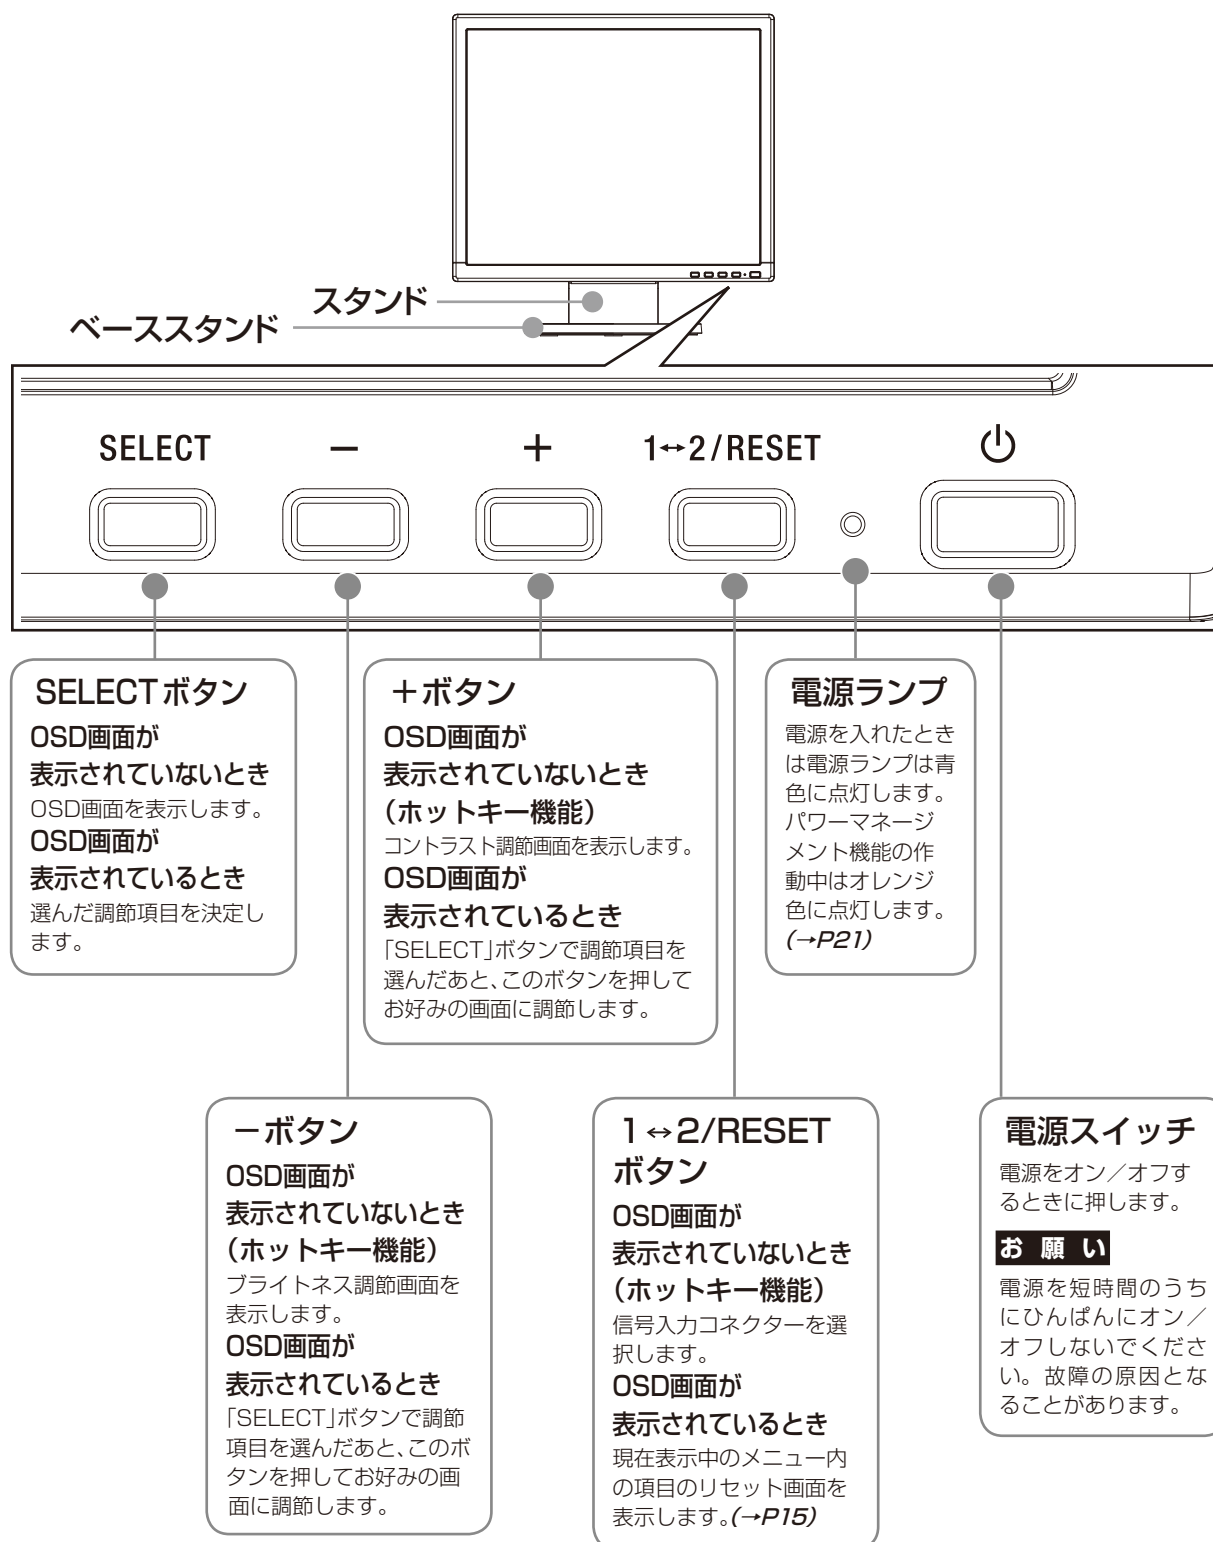 スタンド
ベーススタンド
SELECT
−
+
1↔2/RESET
SELECTボタン
OSD画面が
表示されていないとき
OSD画面を表示します。
OSD画面が
表示されているとき
選んだ調節項目を決定し
ます。
＋ボタン
OSD画面が
表示されていないとき
（ホットキー機能）
コントラスト調節画面を表示します。
OSD画面が
表示されているとき
「SELECT」ボタンで調節項目を
選んだあと、このボタンを押して
お好みの画面に調節します。
電源ランプ
電源を入れたとき
は電源ランプは青
色に点灯します。
パワーマネージ
メント機能の作
動中はオレンジ
色に点灯します。
(→P21)
－ボタン
OSD画面が
表示されていないとき
（ホットキー機能）
ブライトネス調節画面を
表示します。
OSD画面が
表示されているとき
「SELECT」ボタンで調節
項目を選んだあと、このボ
タンを押してお好みの画
面に調節します。
1↔2/RESET
ボタン
OSD画面が
表示されていないとき
（ホットキー機能）
信号入力コネクターを選
択します。
OSD画面が
表示されているとき
現在表示中のメニュー内
の項目のリセット画面を
表示します。(→P15)
電源スイッチ
電源をオン／オフす
るときに押します。
お願い
電源を短時間のうち
にひんぱんにオン／
オフしないでくださ
い。故障の原因とな
ることがあります。